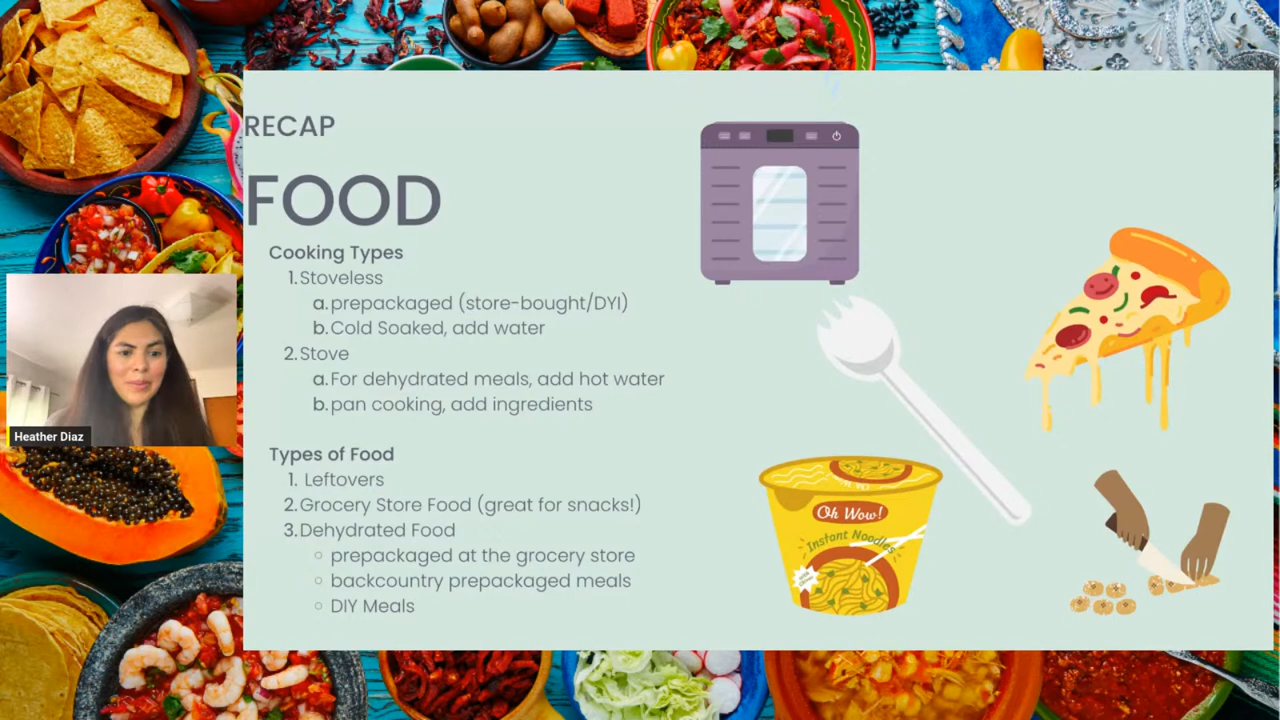 RECAP
FOOD
Cooking Types
1. Stoveless
a. prepackaged (store-bought/DYI)
b. Cold Soaked, add water
2. Stove
a. For dehydrated meals, add hot water
b. pan cooking, add ingredients
Heather Diaz
Types of Food
1. Leftovers
2. Grocery Store Food (great for snacks!)
3. Dehydrated Food
○ prepackaged at the grocery store
○ backcountry prepackaged meals
○ DIY Meals
Oh Wow!
Instant Noodles